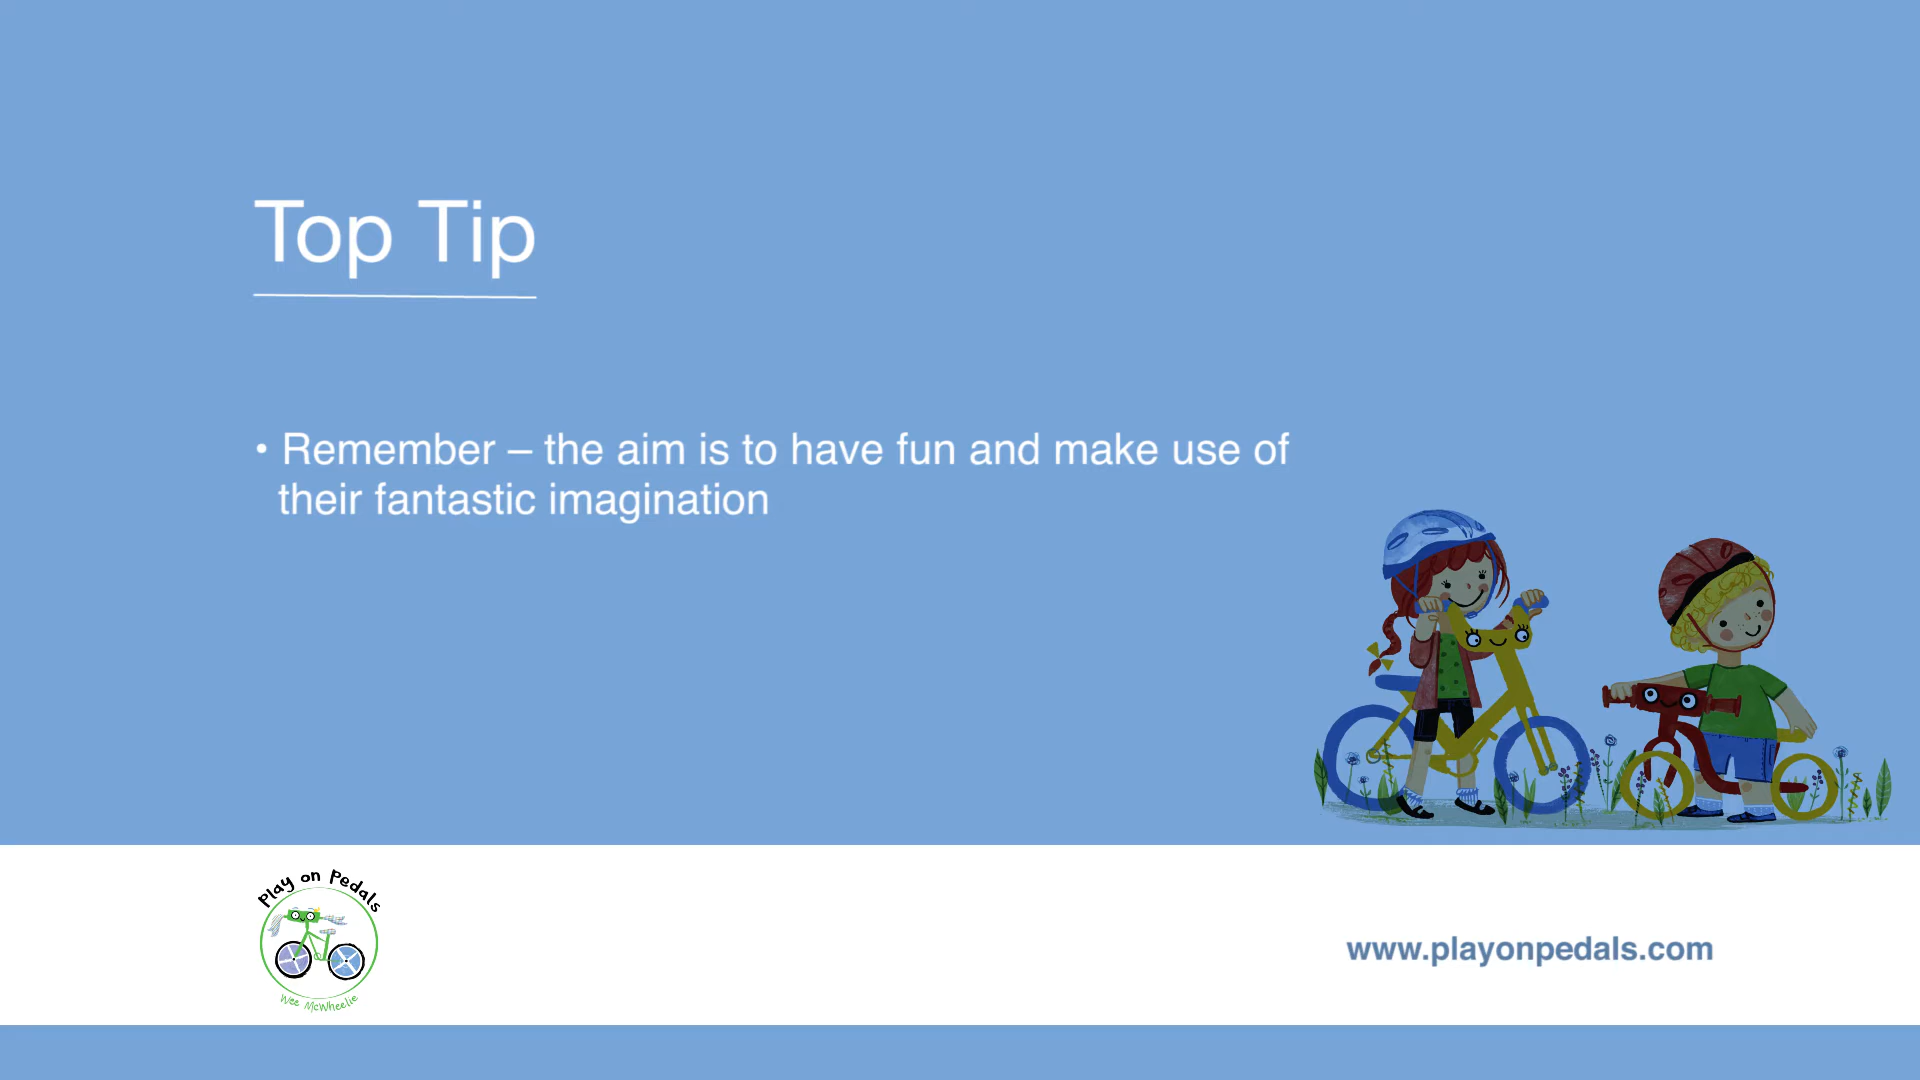 Top Tip
• Remember – the aim is to have fun and make use of
their fantastic imagination
Play on Pedals
Wee McWheelie
www.playonpedals.com